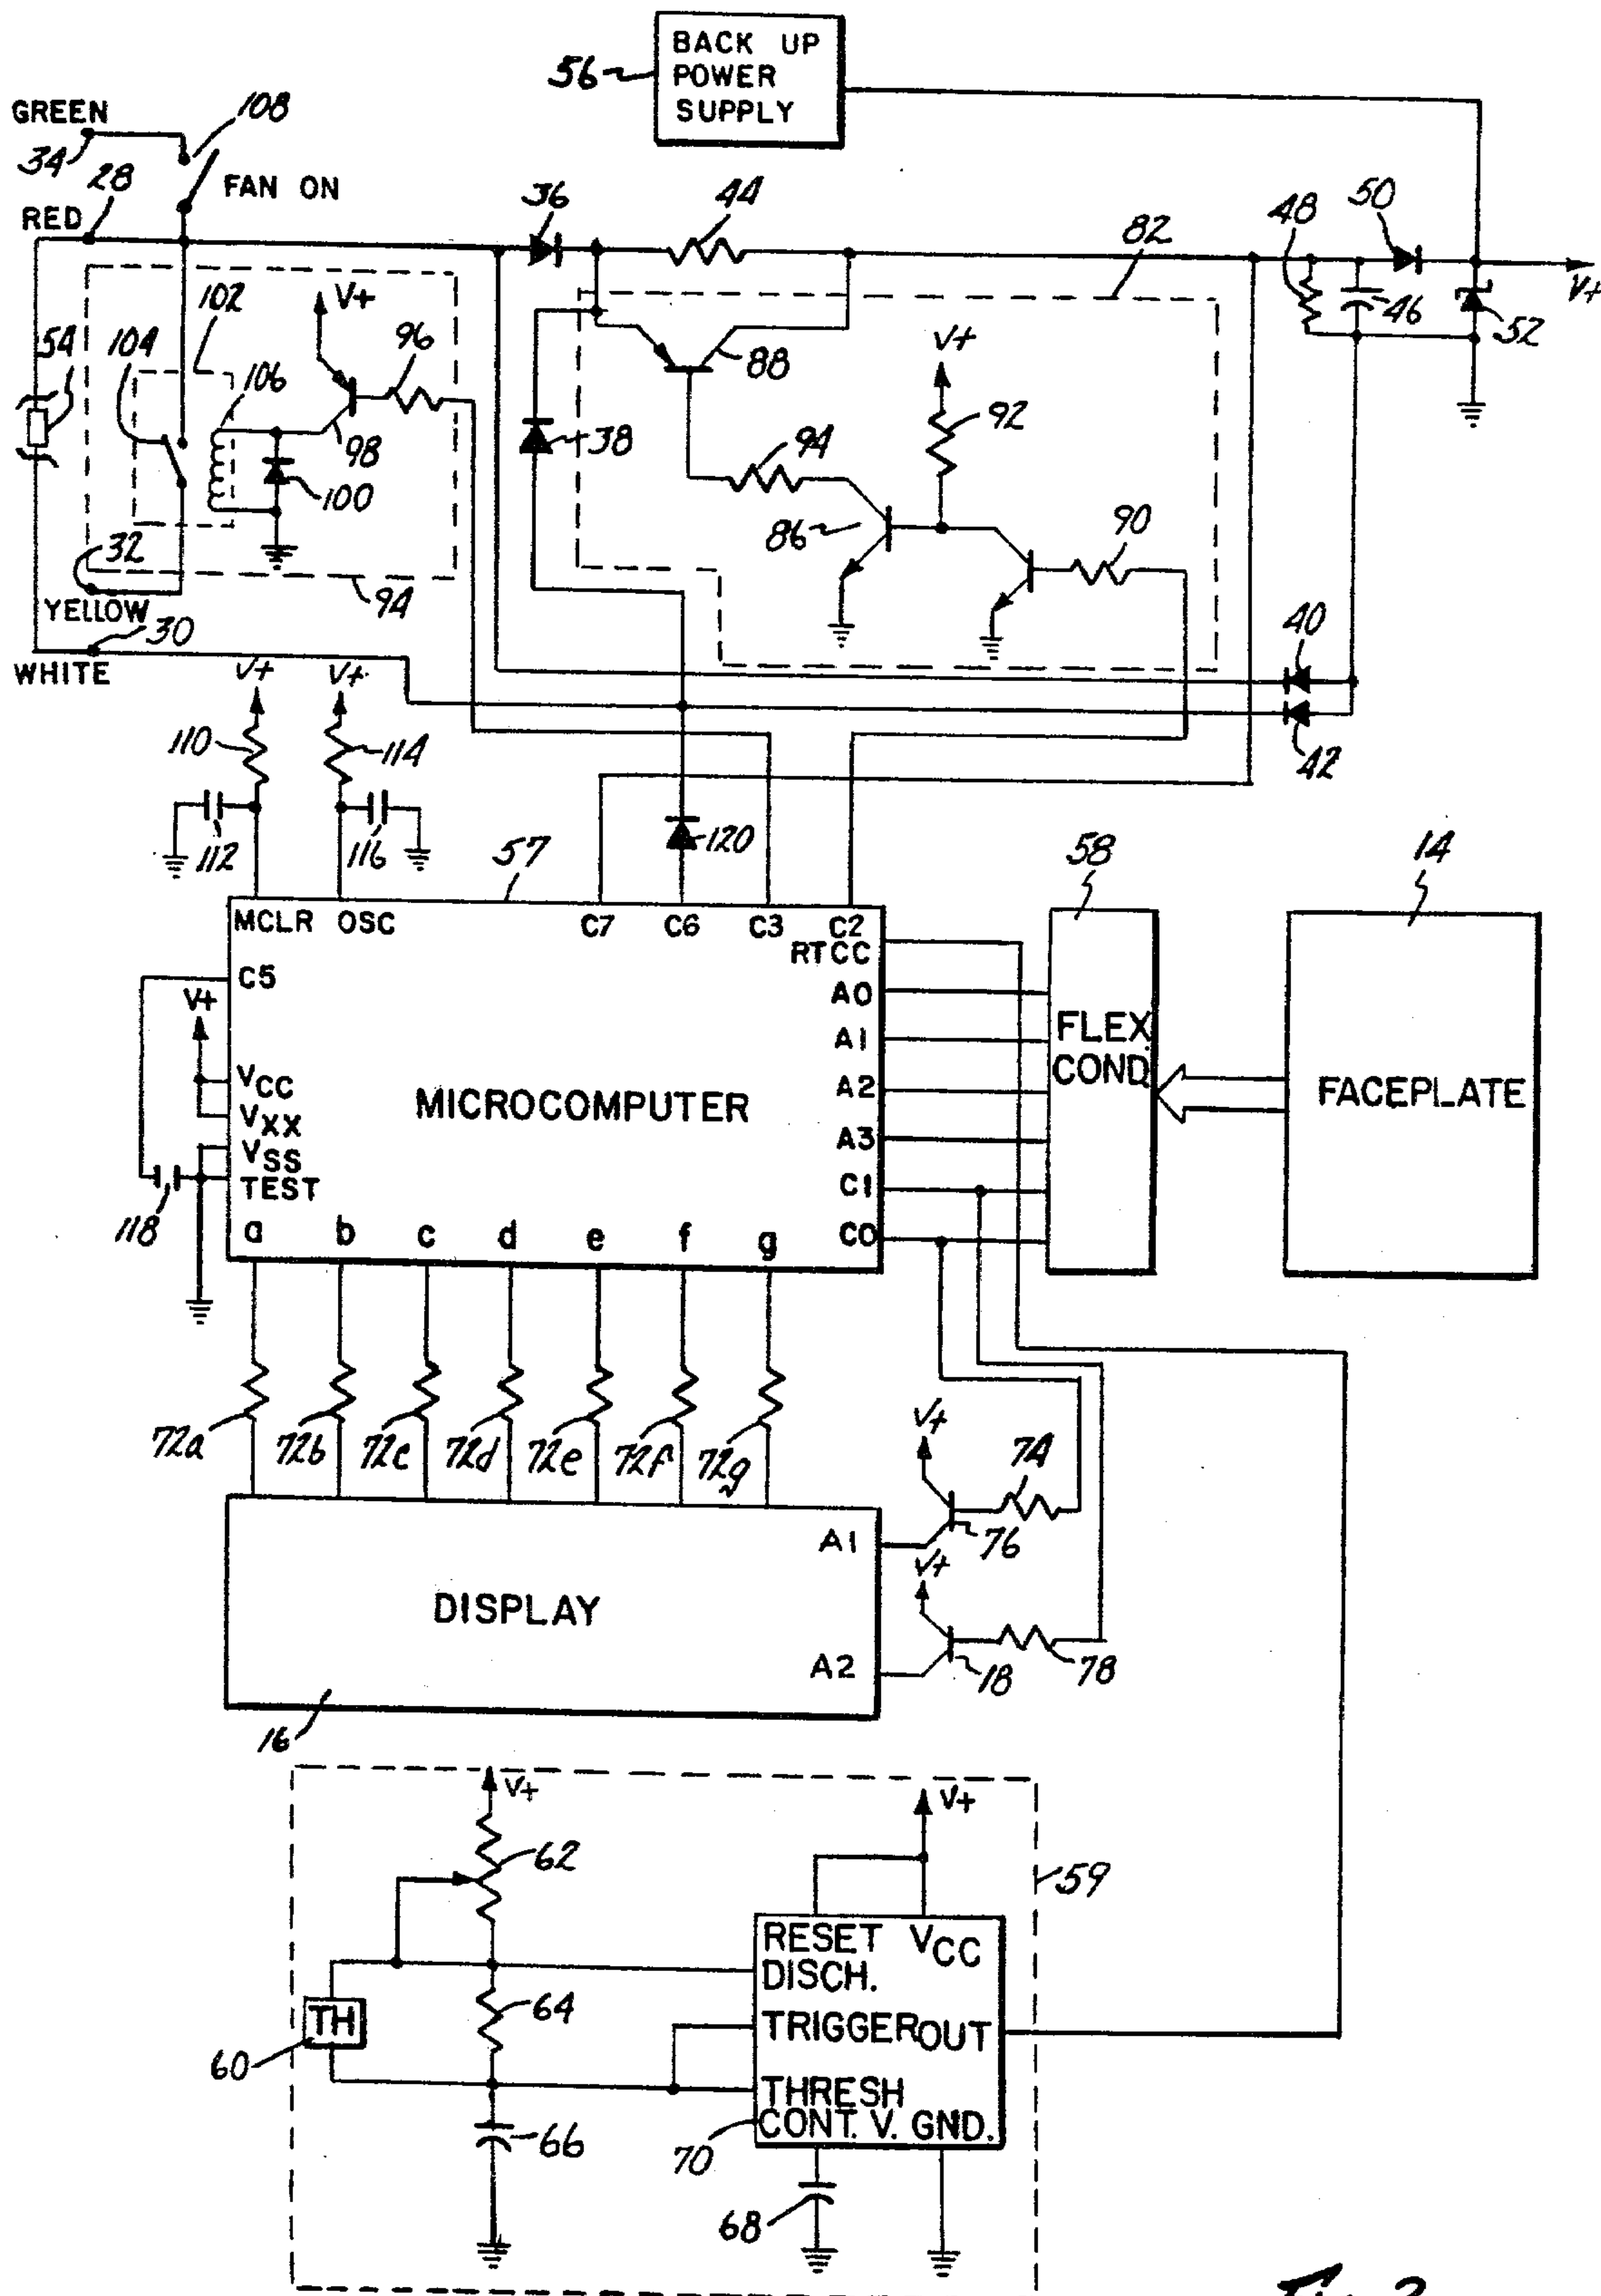 BACK UP
POWER
SUPPLY
56
GREEN
34
108
28
FAN ON
RED
36
44
48
50
82
V+
46
52
102
V+
96
54
104
106
88
V+
92
38
98
100
94
86
90
32
YELLOW
94
30
WHITE
40
42
V+
V+
110
114
112
116
120
57
58
14
MCLR OSC C7 C6 C3 C2
RTCC
C5
V+
A0
A1
FLEX
COND.
VCC
A2
MICROCOMPUTER
FACEPLATE
VXX
A3
VSS
TEST
C1
118
a b c d e f g
C0
72a 72b 72c 72d 72e 72f 72g
V+
74
A1
76
V+
DISPLAY
A2
18
78
16
V+
V+
62
59
RESET VCC
DISCH.
64
TH
TRIGGER OUT
60
THRESH
CONT. V. GND.
66
70
68